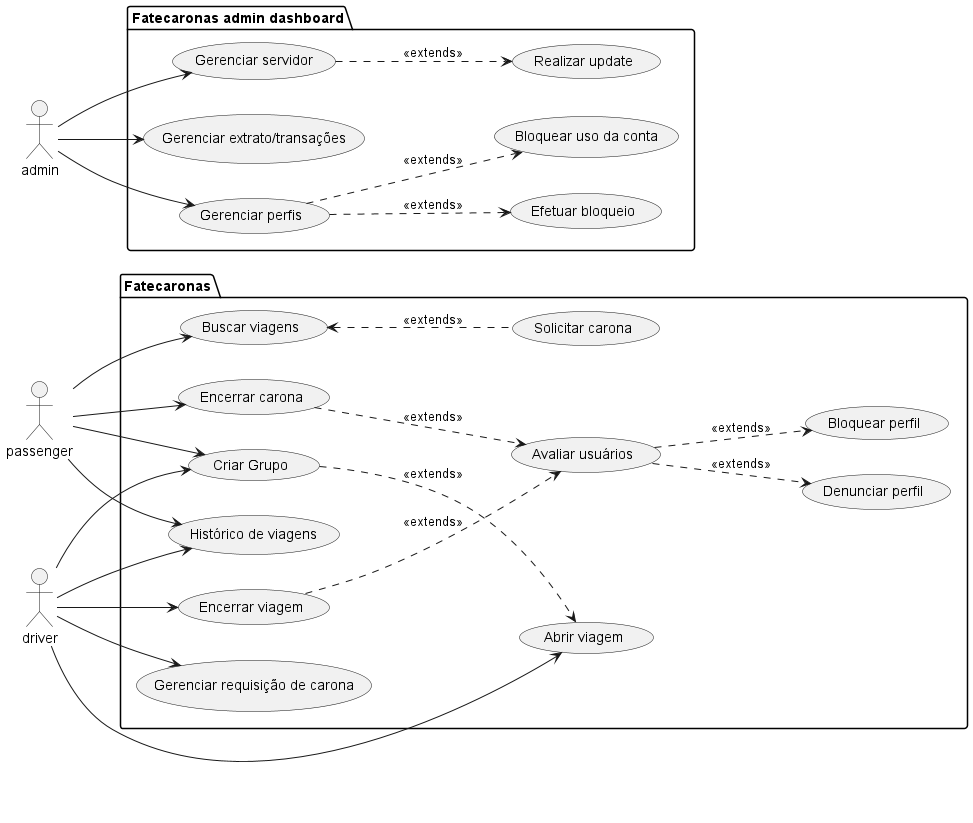 Fatecaronas admin dashboard
Gerenciar servidor
«extends»
Realizar update
admin
Gerenciar extrato/transações
Bloquear uso da conta
«extends»
Gerenciar perfis
«extends»
Efetuar bloqueio
Fatecaronas
Buscar viagens
«extends»
Solicitar carona
passenger
Encerrar carona
«extends»
Avaliar usuários
«extends»
Bloquear perfil
Criar Grupo
«extends»
«extends»
Denunciar perfil
Histórico de viagens
«extends»
driver
Encerrar viagem
Abrir viagem
Gerenciar requisição de carona